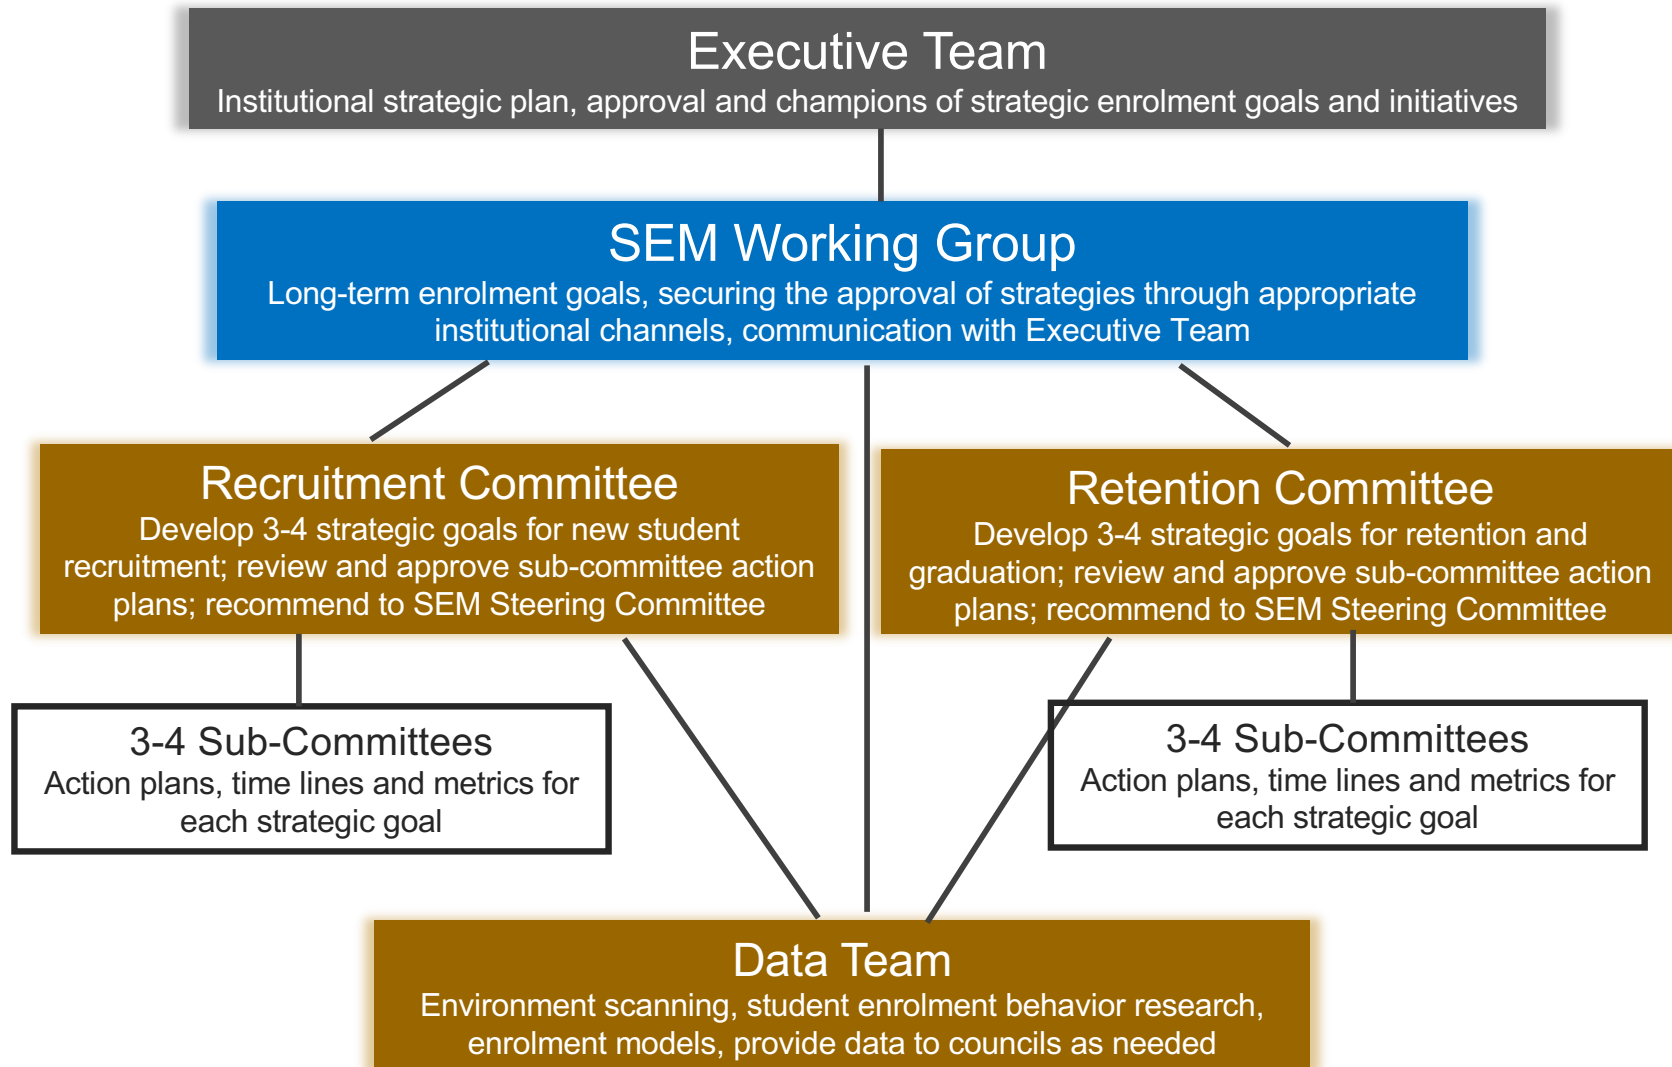 Executive Team
Institutional strategic plan, approval and champions of strategic enrolment goals and initiatives
SEM Working Group
Long-term enrolment goals, securing the approval of strategies through appropriate
institutional channels, communication with Executive Team
Recruitment Committee
Develop 3-4 strategic goals for new student
recruitment; review and approve sub-committee action
plans; recommend to SEM Steering Committee
Retention Committee
Develop 3-4 strategic goals for retention and
graduation; review and approve sub-committee action
plans; recommend to SEM Steering Committee
3-4 Sub-Committees
Action plans, time lines and metrics for
each strategic goal
3-4 Sub-Committees
Action plans, time lines and metrics for
each strategic goal
Data Team
Environment scanning, student enrolment behavior research,
enrolment models, provide data to councils as needed